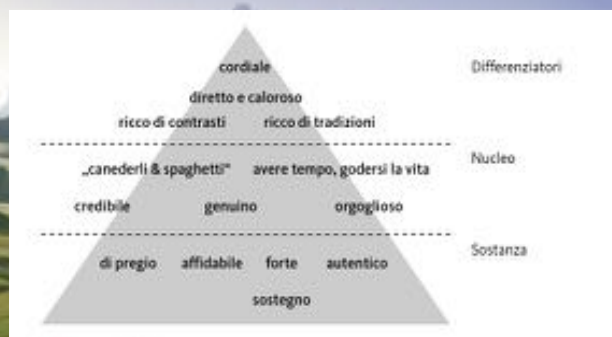 cordiale
Differenziatori
diretto e caloroso
ricco di contrasti ricco di tradizioni
Nucleo
„canederli & spaghetti“ avere tempo, godersi la vita
credibile genuino orgoglioso
Sostanza
di pregio affidabile forte autentico
sostegno